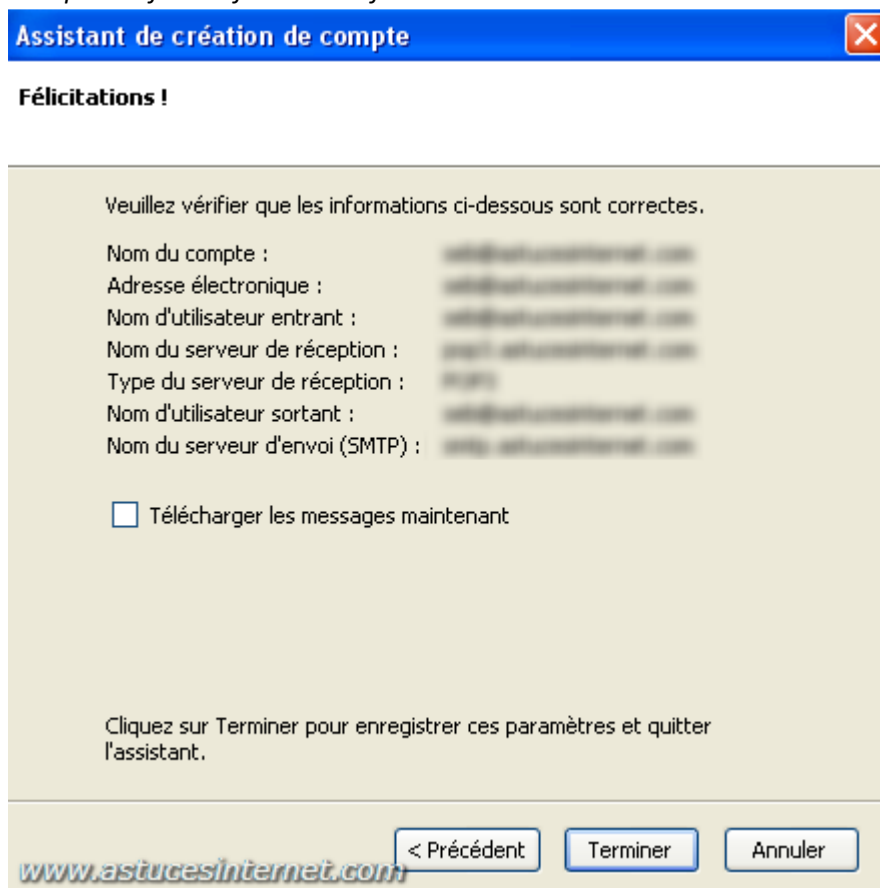 Assistant de création de compte
Félicitations !
Veuillez vérifier que les informations ci-dessous sont correctes.
Nom du compte :
Adresse électronique :
Nom d'utilisateur entrant :
Nom du serveur de réception :
Type du serveur de réception :
Nom d'utilisateur sortant :
Nom du serveur d'envoi (SMTP) :
Télécharger les messages maintenant
Cliquez sur Terminer pour enregistrer ces paramètres et quitter
l'assistant.
< Précédent Terminer Annuler
www.astucesinternet.com